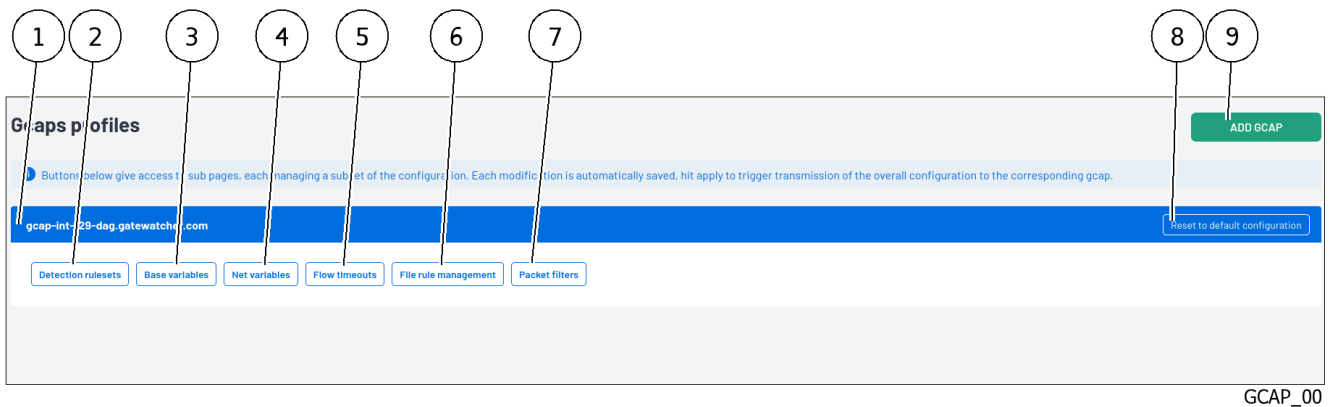 1 2 3 4 5 6 7 8 9
Gcaps profiles
ADD GCAP
Buttons below give access to sub pages, each managing a subset of the configuration. Each modification is automatically saved, hit apply to trigger transmission of the overall configuration to the corresponding gcap.
gcap-int-129-dag.gatewatcher.com
Reset to default configuration
Detection rulesets Base variables Net variables Flow timeouts File rule management Packet filters
GCAP_00